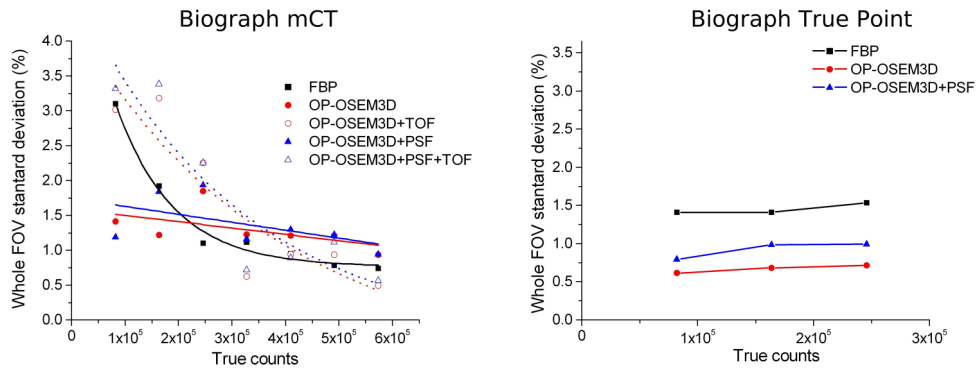 Biograph mCT
Whole FOV stantard deviation (%)
4.0
3.5
3.0
2.5
2.0
1.5
1.0
0.5
0.0
FBP
OP-OSEM3D
OP-OSEM3D+TOF
OP-OSEM3D+PSF
OP-OSEM3D+PSF+TOF
0 1x10⁵ 2x10⁵ 3x10⁵ 4x10⁵ 5x10⁵ 6x10⁵
True counts
Biograph True Point
Whole FOV stantard deviation (%)
3.5
3.0
2.5
2.0
1.5
1.0
0.5
0.0
FBP
OP-OSEM3D
OP-OSEM3D+PSF
0 1x10⁵ 2x10⁵ 3x10⁵
True counts